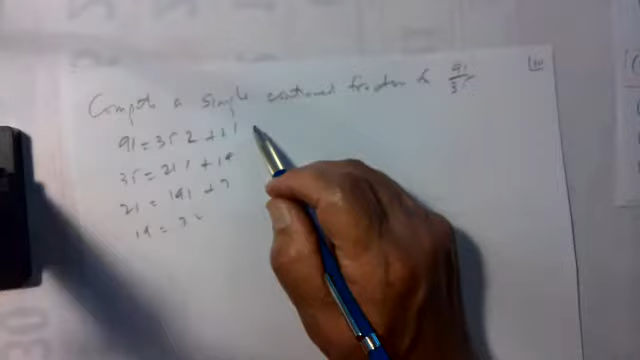 Compute a simple continued fraction for 91/35
91 = 35 2 + 21
35 = 21 1 + 14
21 = 14 1 + 7
14 = 7 2